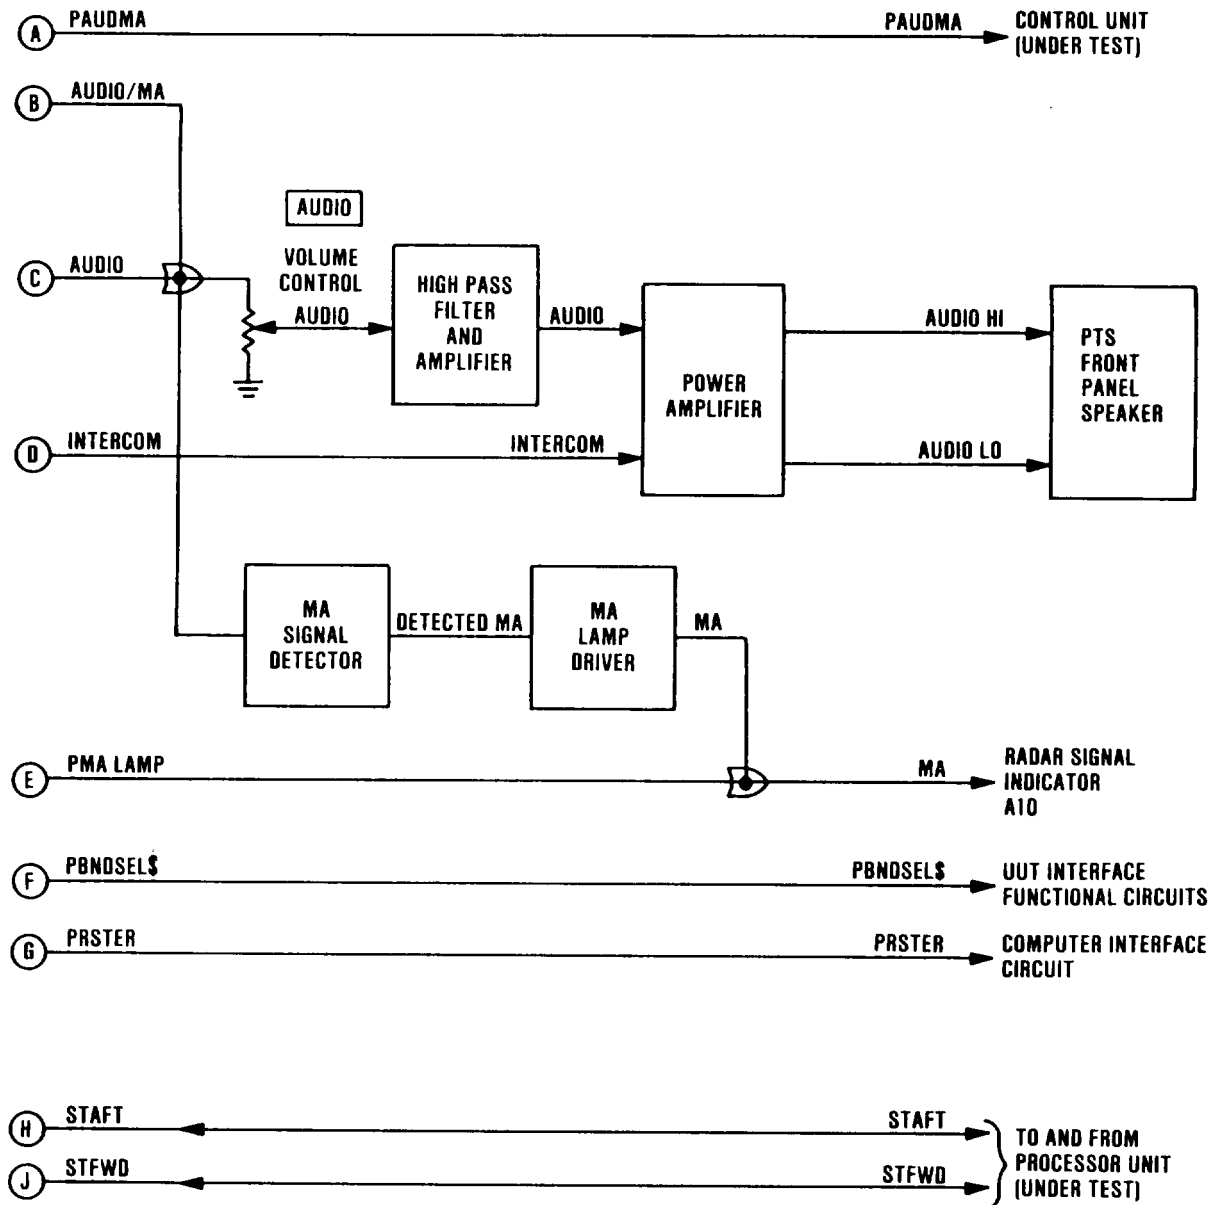 A PAUDMA PAUDMA CONTROL UNIT
(UNDER TEST)
B AUDIO/MA
AUDIO
C AUDIO
VOLUME
CONTROL
AUDIO
HIGH PASS
FILTER
AND
AMPLIFIER
AUDIO
POWER
AMPLIFIER
AUDIO HI
AUDIO LO
PTS
FRONT
PANEL
SPEAKER
D INTERCOM INTERCOM
MA
SIGNAL
DETECTOR
DETECTED MA
MA
LAMP
DRIVER
MA
E PMA LAMP MA RADAR SIGNAL
INDICATOR
A10
F PBNDSEL$ PBNDSEL$ UUT INTERFACE
FUNCTIONAL CIRCUITS
G PRSTER PRSTER COMPUTER INTERFACE
CIRCUIT
H STAFT STAFT
J STFWD STFWD
TO AND FROM
PROCESSOR UNIT
(UNDER TEST)